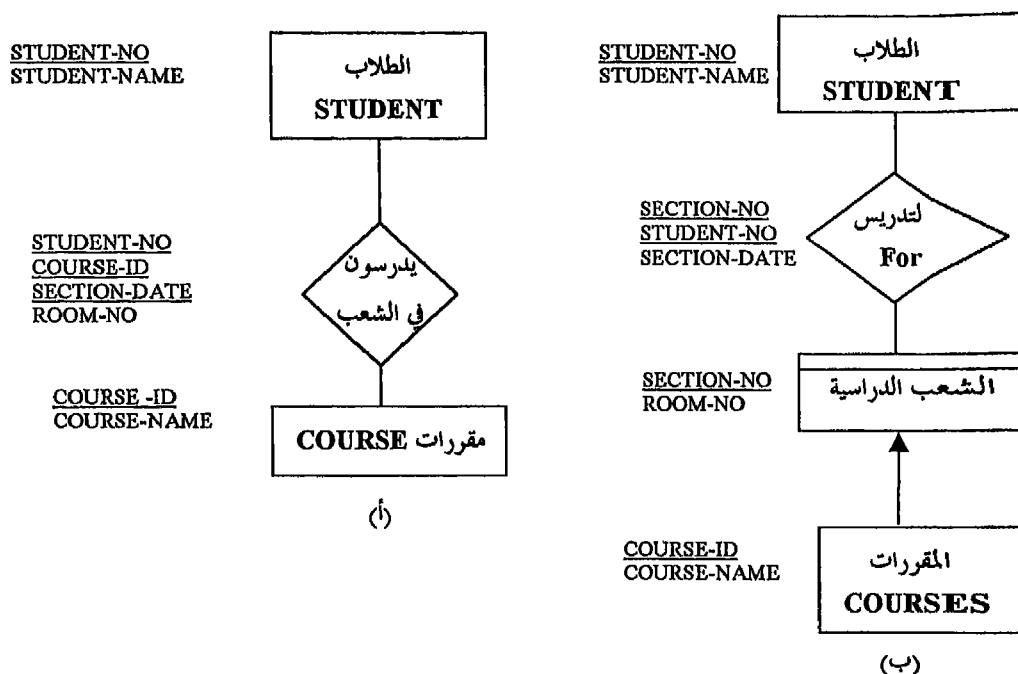 STUDENT-NO
STUDENT-NAME
الطلاب
STUDENT
STUDENT-NO
COURSE-ID
SECTION-DATE
ROOM-NO
يدرسون
في الشعب
COURSE -ID
COURSE-NAME
مقررات COURSE
(أ)
STUDENT-NO
STUDENT-NAME
الطلاب
STUDENT
SECTION-NO
STUDENT-NO
SECTION-DATE
لتدريس
For
SECTION-NO
ROOM-NO
الشعب الدراسية
COURSE-ID
COURSE-NAME
المقررات
COURSES
(ب)